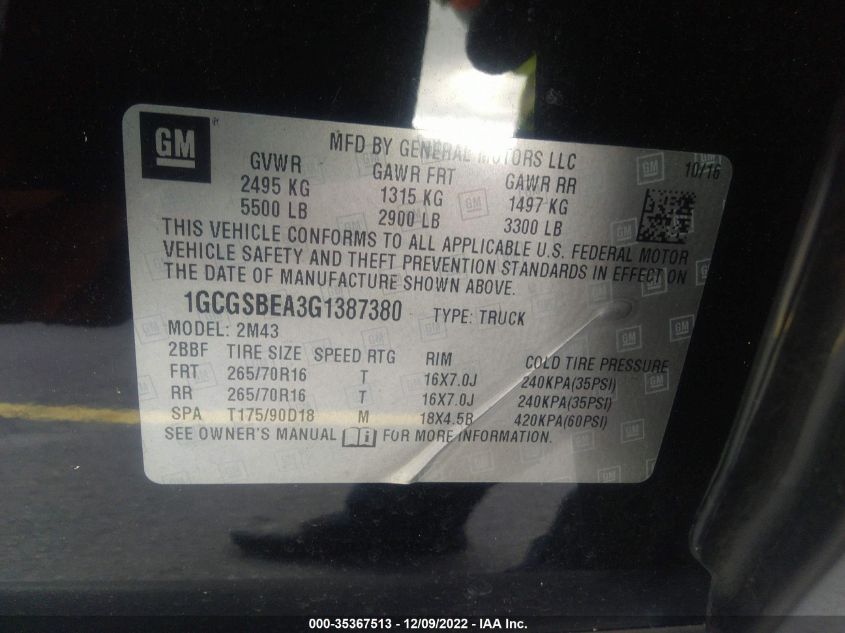 GM
MFD BY GENERAL MOTORS LLC
10/16
GVWR GAWR FRT GAWR RR
2495 KG 1315 KG 1497 KG
5500 LB 2900 LB 3300 LB
THIS VEHICLE CONFORMS TO ALL APPLICABLE U.S. FEDERAL MOTOR
VEHICLE SAFETY AND THEFT PREVENTION STANDARDS IN EFFECT ON
THE DATE OF MANUFACTURE SHOWN ABOVE.
1GCGSBEA3G1387380 TYPE: TRUCK
MODEL: 2M43
2BBF TIRE SIZE SPEED RTG RIM COLD TIRE PRESSURE
FRT 265/70R16 T 16X7.0J 240KPA(35PSI)
RR 265/70R16 T 16X7.0J 240KPA(35PSI)
SPA T175/90D18 M 18X4.5B 420KPA(60PSI)
SEE OWNER'S MANUAL FOR MORE INFORMATION.
000-35367513 - 12/09/2022 - IAA Inc.